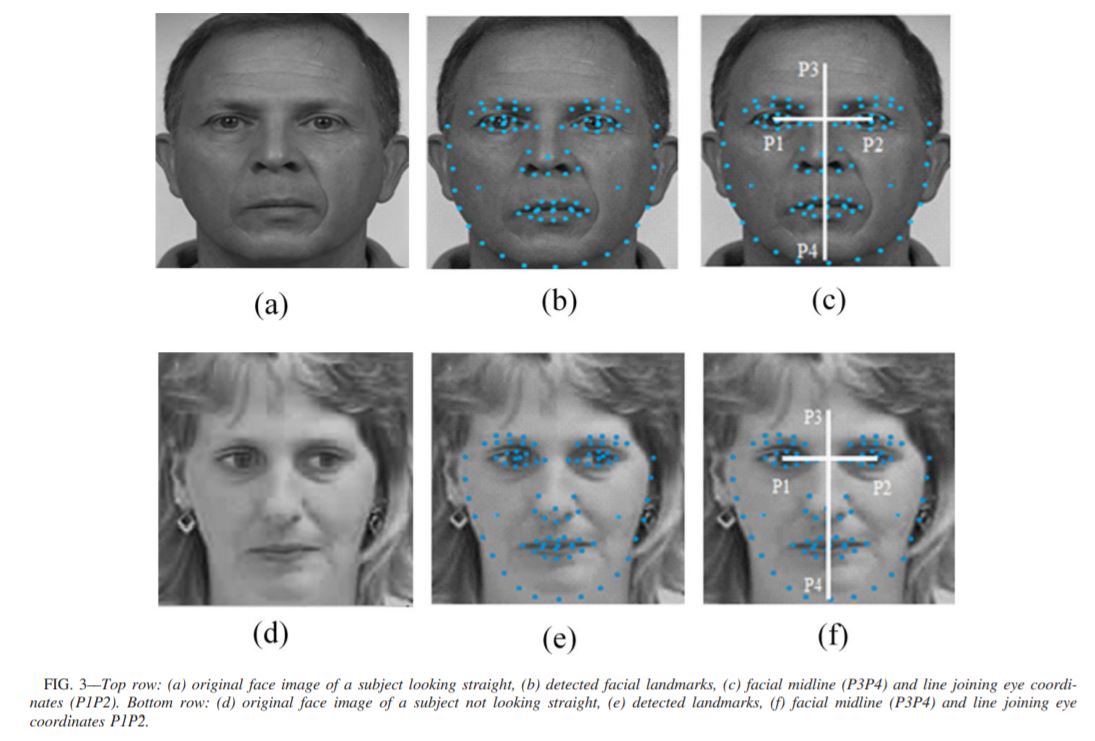 P3
P1 P2
P4
(a) (b) (c)
P3
P1 P2
P4
(d) (e) (f)
FIG. 3—Top row: (a) original face image of a subject looking straight, (b) detected facial landmarks, (c) facial midline (P3P4) and line joining eye coordi-
nates (P1P2). Bottom row: (d) original face image of a subject not looking straight, (e) detected landmarks, (f) facial midline (P3P4) and line joining eye
coordinates P1P2.